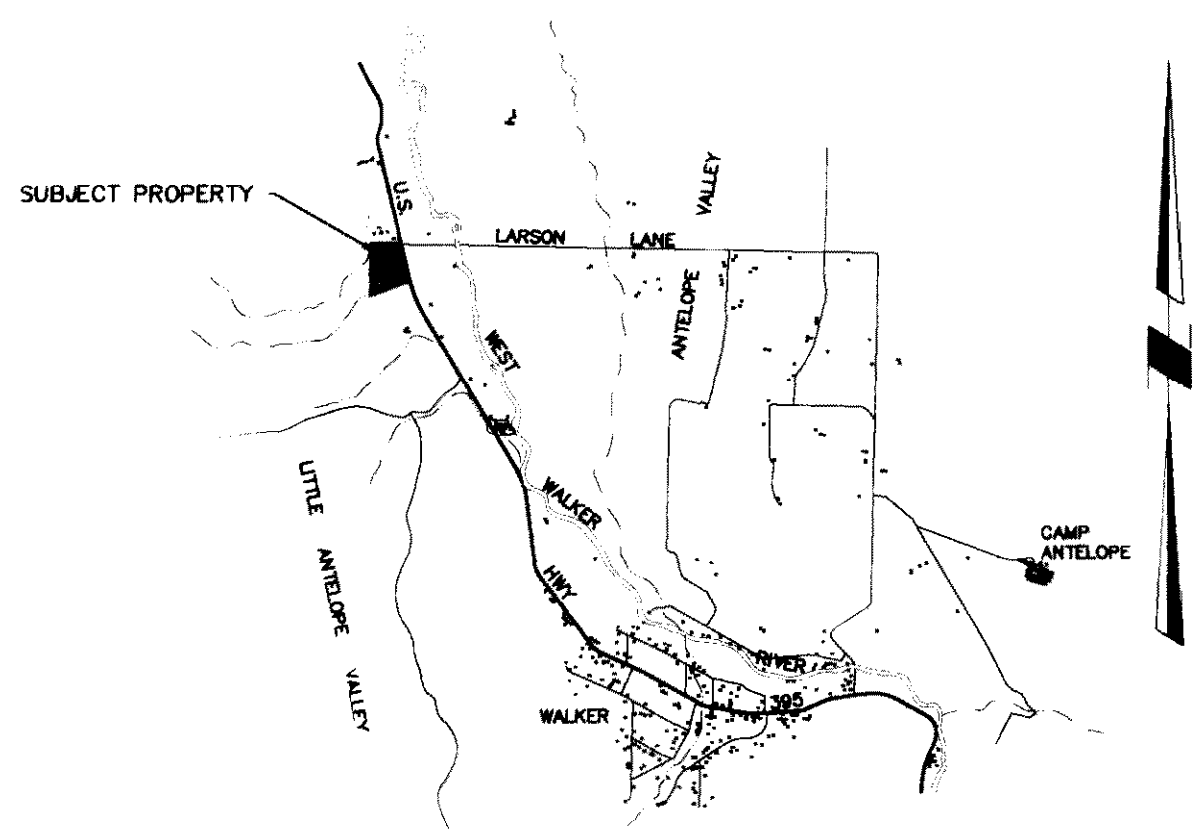 VALLEY
SUBJECT PROPERTY
U.S.
LARSON LANE
ANTELOPE
WEST
LITTLE ANTELOPE VALLEY
WALKER
CAMP
ANTELOPE
HWY
RIVER
395
WALKER